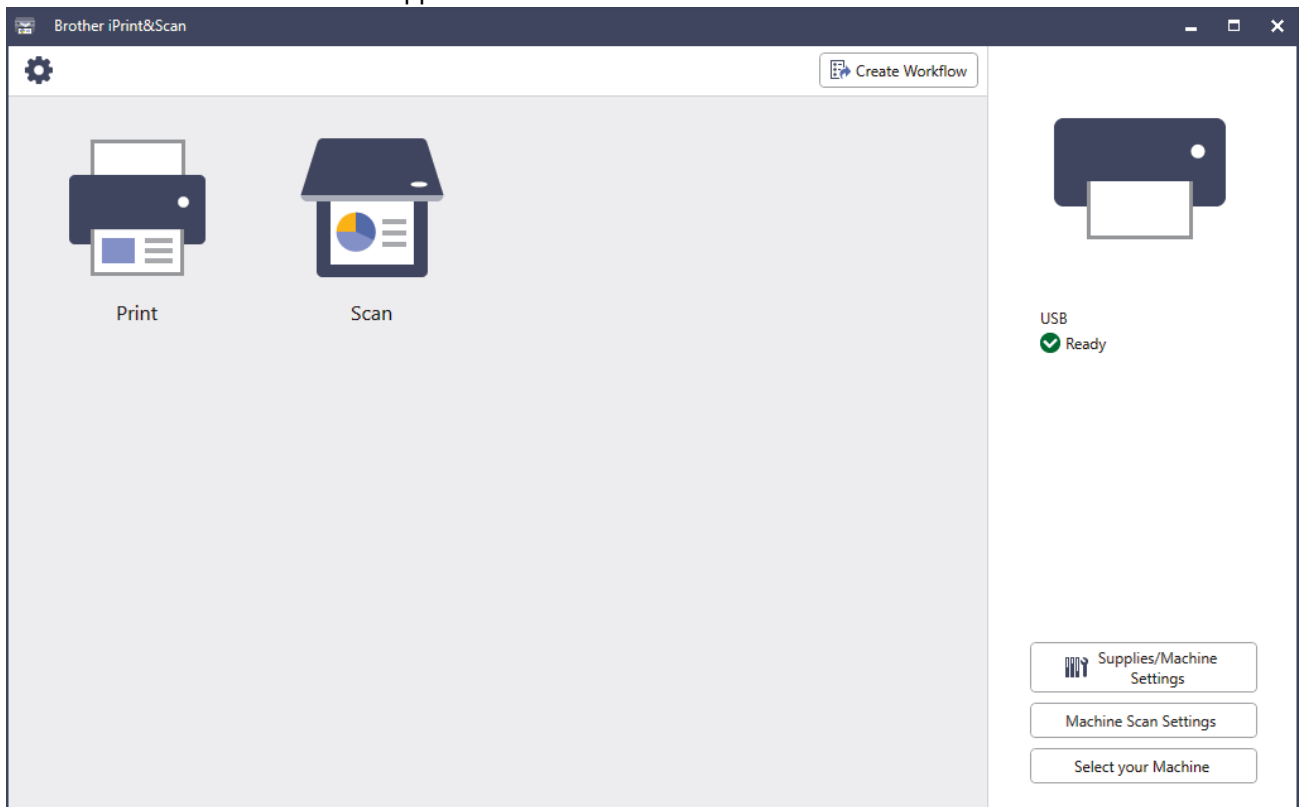 Brother iPrint&Scan
Create Workflow
Print
Scan
USB
Ready
Supplies/Machine
Settings
Machine Scan Settings
Select your Machine